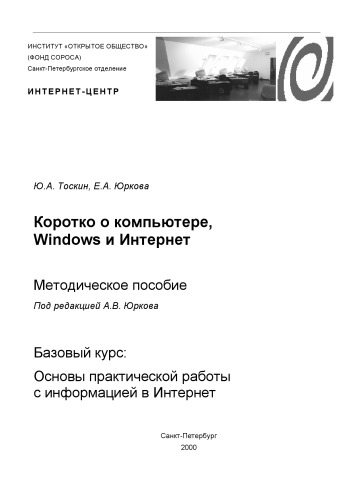 ИНСТИТУТ «ОТКРЫТОЕ ОБЩЕСТВО»
(ФОНД СОРОСА)
Санкт-Петербургское отделение
ИНТЕРНЕТ-ЦЕНТР
Ю.А. Тоскин, Е.А. Юркова
Коротко о компьютере,
Windows и Интернет
Методическое пособие
Под редакцией А.В. Юркова
Базовый курс:
Основы практической работы
с информацией в Интернет
Санкт-Петербург
2000